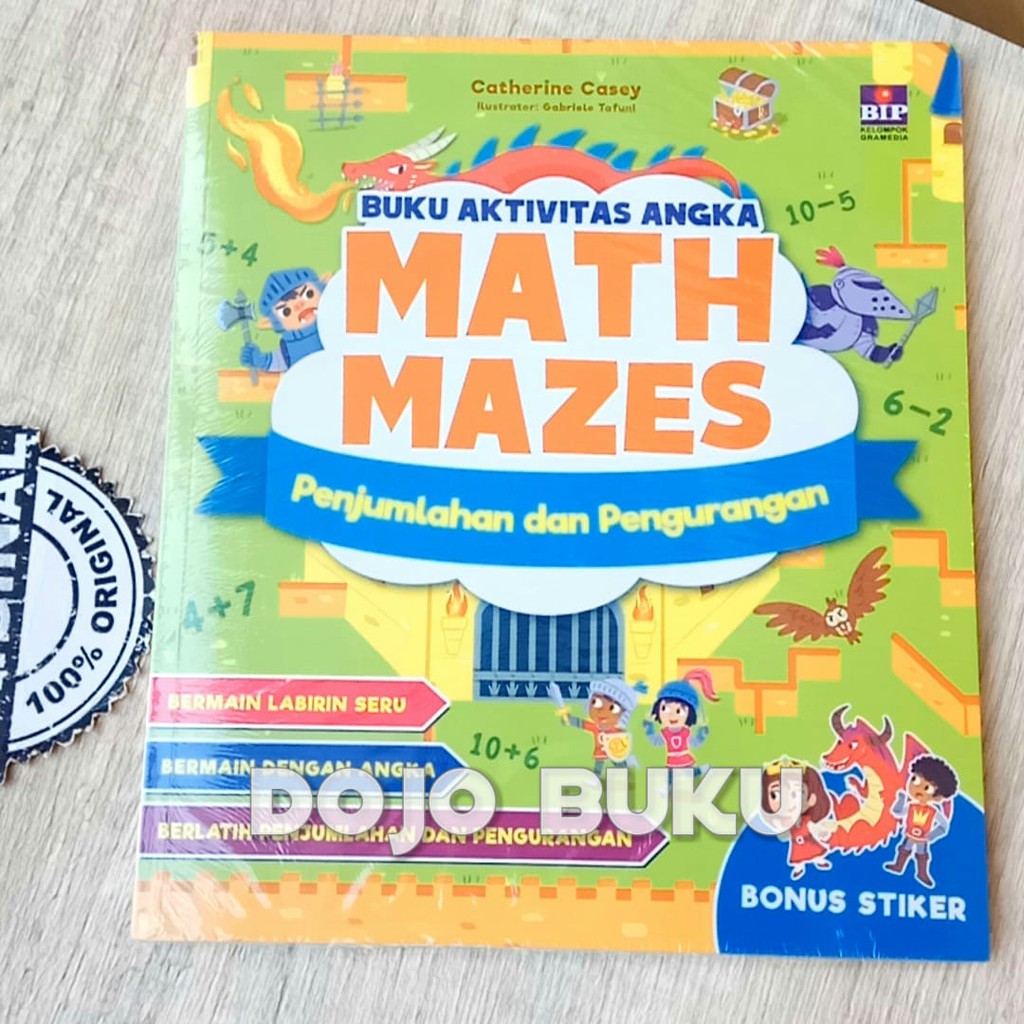 Catherine Casey
Ilustrator: Gabriele Tafuni
BIP
KELOMPOK
GRAMEDIA
BUKU AKTIVITAS ANGKA
10-5
5+4
MATH
MAZES
6-2
Penjumlahan dan Pengurangan
ORIGINAL
100%
4+7
BERMAIN LABIRIN SERU
10+6
BERMAIN DENGAN ANGKA
DOJO BUKU
BERLATIH PENJUMLAHAN DAN PENGURANGAN
BONUS STIKER